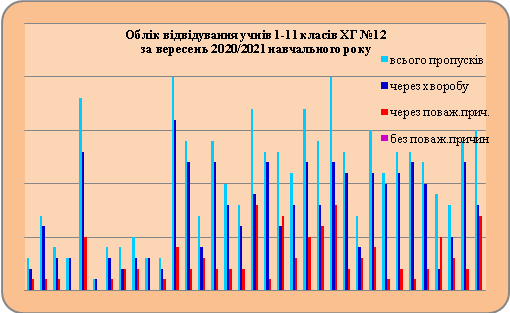 Облік відвідування учнів 1-11 класів ХГ №12
за вересень 2020/2021 навчального року
всього пропусків
через хворобу
через поваж.прич.
без поваж.причин